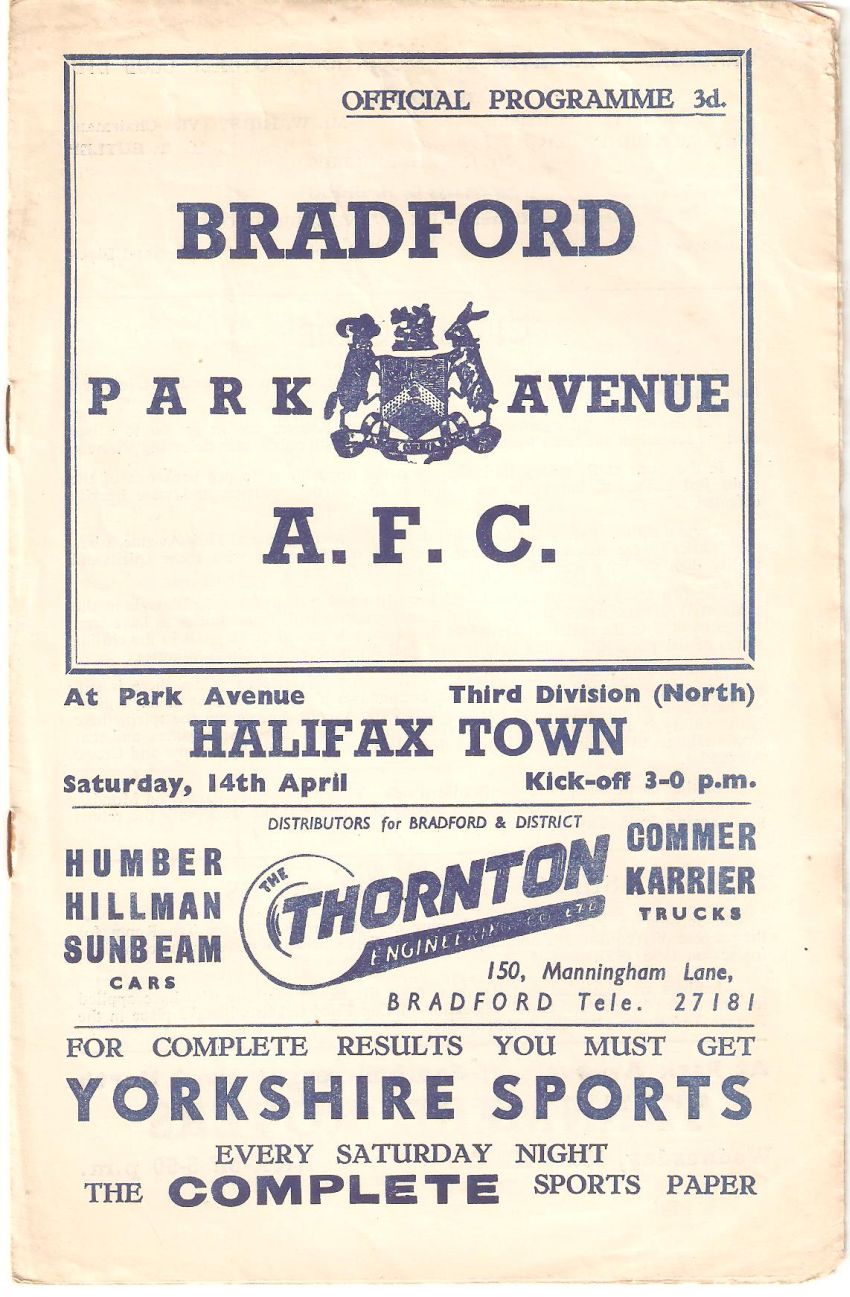 OFFICIAL PROGRAMME 3d.
BRADFORD
PARK AVENUE
A. F. C.
At Park Avenue Third Division (North)
HALIFAX TOWN
Saturday, 14th April Kick-off 3-0 p.m.
DISTRIBUTORS for BRADFORD & DISTRICT
HUMBER
HILLMAN
SUNBEAM
CARS
THE THORNTON
ENGINEERING CO. LTD
COMMER
KARRIER
TRUCKS
150, Manningham Lane,
BRADFORD Tele. 27181
FOR COMPLETE RESULTS YOU MUST GET
YORKSHIRE SPORTS
EVERY SATURDAY NIGHT
THE COMPLETE SPORTS PAPER